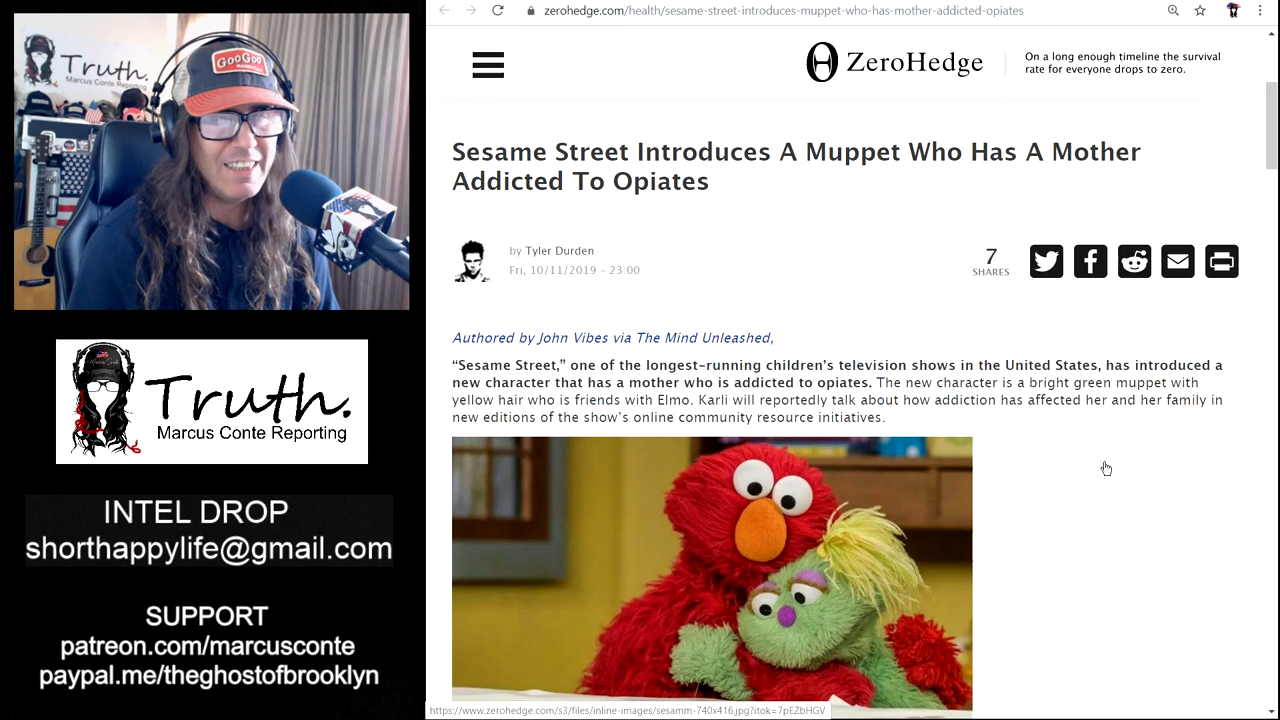 zerohedge.com/health/sesame-street-introduces-muppet-who-has-mother-addicted-opiates
Truth.
Marcus Conte Reporting
GooGoo
ZeroHedge
On a long enough timeline the survival
rate for everyone drops to zero.
Sesame Street Introduces A Muppet Who Has A Mother
Addicted To Opiates
by Tyler Durden
Fri, 10/11/2019 - 23:00
7
SHARES
Authored by John Vibes via The Mind Unleashed,
“Sesame Street,” one of the longest-running children’s television shows in the United States, has introduced a
new character that has a mother who is addicted to opiates. The new character is a bright green muppet with
yellow hair who is friends with Elmo. Karli will reportedly talk about how addiction has affected her and her family in
new editions of the show’s online community resource initiatives.
Truth.
Marcus Conte Reporting
INTEL DROP
shorthappylife@gmail.com
SUPPORT
patreon.com/marcusconte
paypal.me/theghostofbrooklyn
https://www.zerohedge.com/s3/files/inline-images/sesamm-740x416.jpg?itok=7pEZbHGV